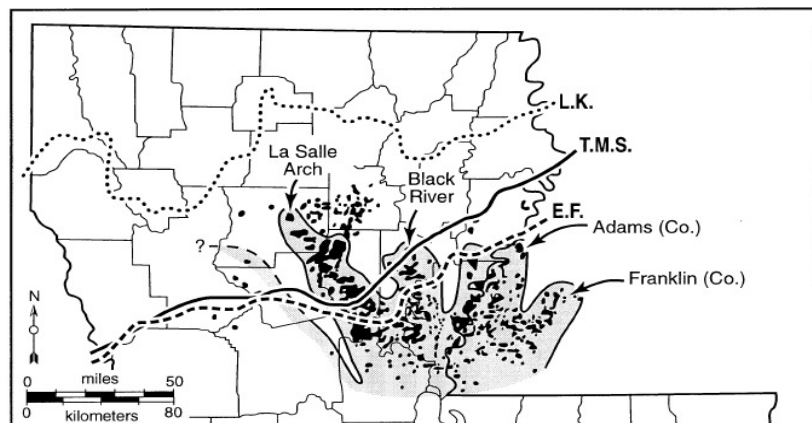 L.K.
T.M.S.
La Salle
Arch
Black
River
E.F.
Adams (Co.)
?
Franklin (Co.)
N
0 miles 50
0 kilometers 80